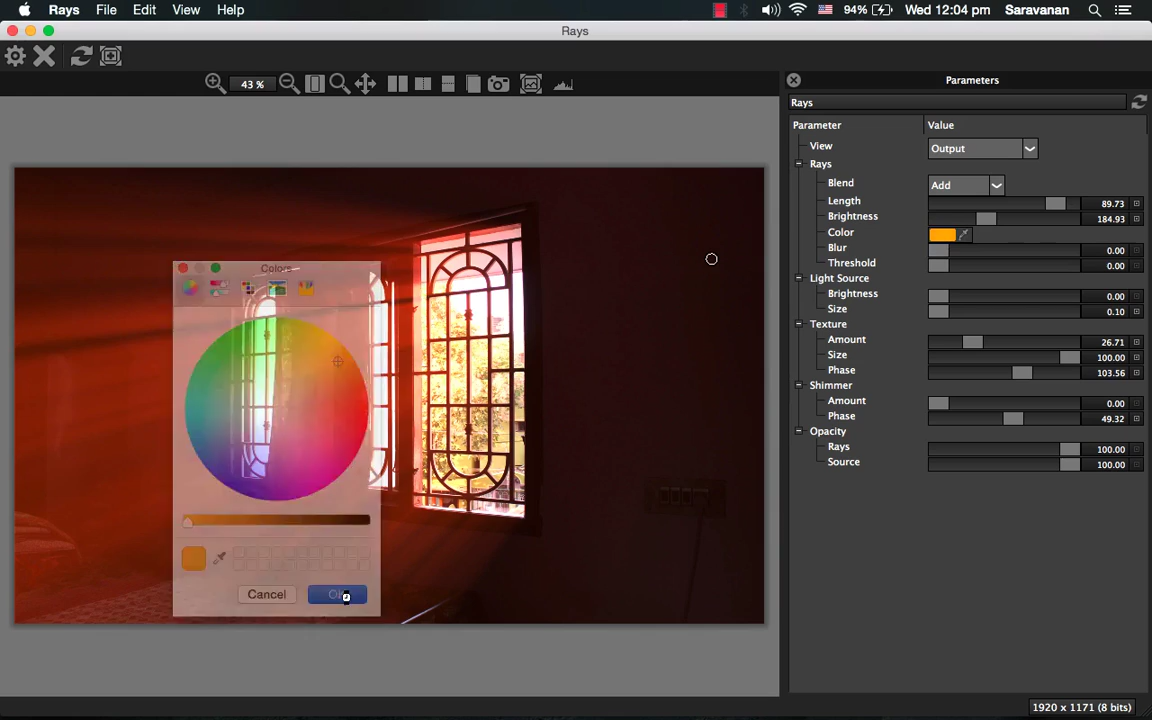 Rays File Edit View Help 94% Wed 12:04 pm Saravanan
Rays
43 %
Parameters
Rays
Parameter Value
View Output
Rays
Blend Add
Length 89.73
Brightness 184.93
Color
Blur 0.00
Threshold 0.00
Light Source
Brightness 0.00
Size 0.10
Texture
Amount 26.71
Size 100.00
Phase 103.56
Shimmer
Amount 0.00
Phase 49.32
Opacity
Rays 100.00
Source 100.00
Colors
Cancel
1920 x 1171 (8 bits)